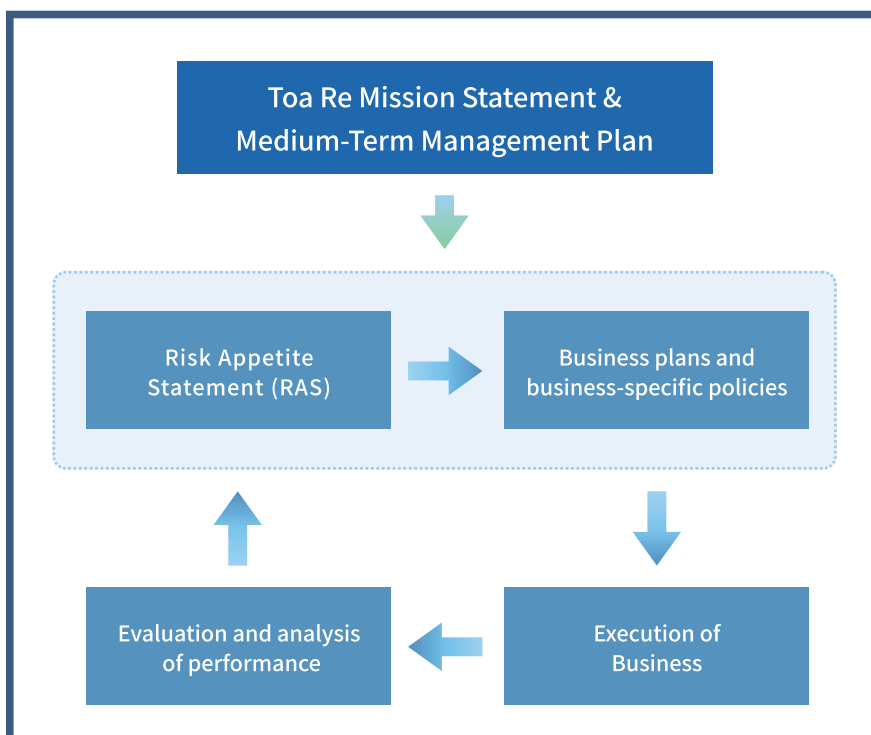 Toa Re Mission Statement &
Medium-Term Management Plan
Risk Appetite
Statement (RAS)
Business plans and
business-specific policies
Evaluation and analysis
of performance
Execution of
Business